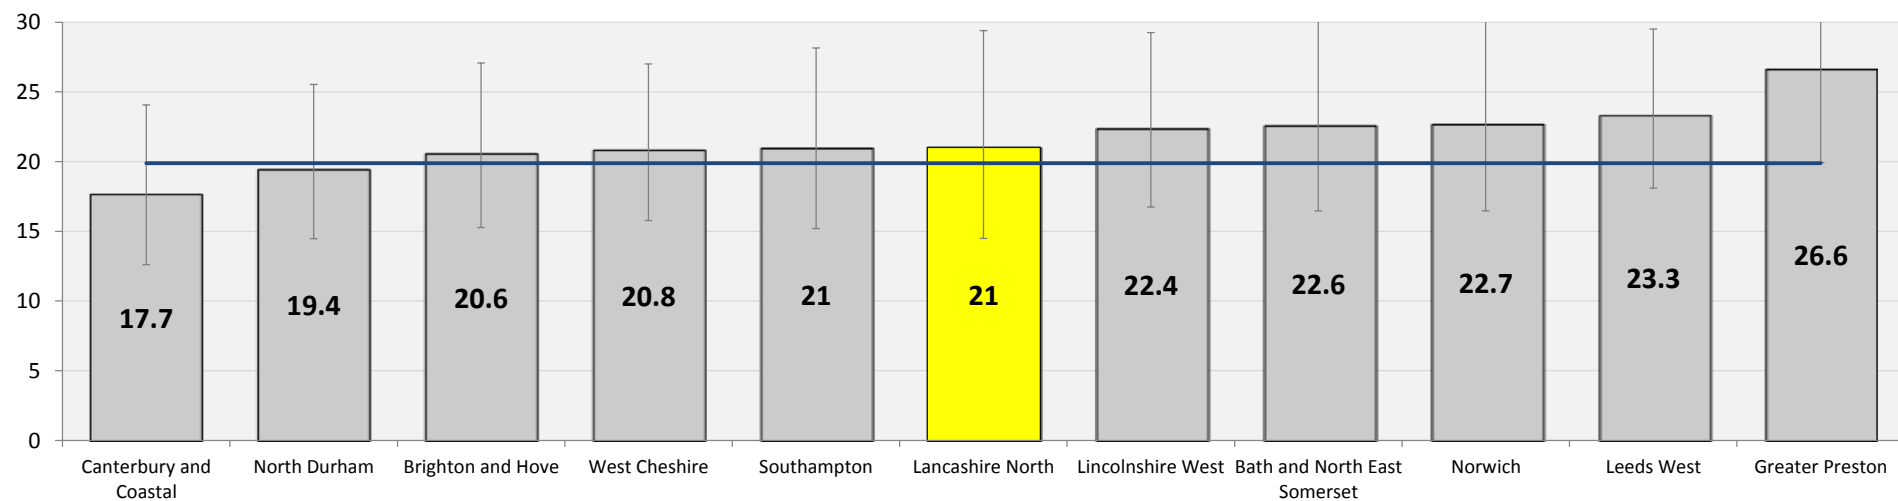 30
25
20
15
10
5
0
17.7
19.4
20.6
20.8
21
21
22.4
22.6
22.7
23.3
26.6
Canterbury and
Coastal
North Durham
Brighton and Hove
West Cheshire
Southampton
Lancashire North
Lincolnshire West
Bath and North East
Somerset
Norwich
Leeds West
Greater Preston